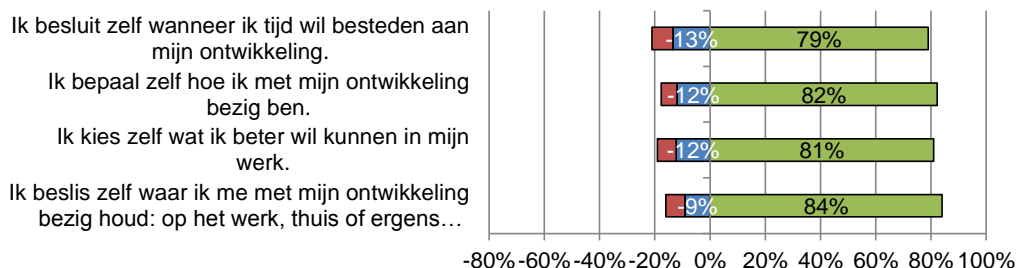 Ik besluit zelf wanneer ik tijd wil besteden aan
mijn ontwikkeling.
-13% 79%
Ik bepaal zelf hoe ik met mijn ontwikkeling
bezig ben.
-12% 82%
Ik kies zelf wat ik beter wil kunnen in mijn
werk.
-12% 81%
Ik beslis zelf waar ik me met mijn ontwikkeling
bezig houd: op het werk, thuis of ergens…
-9% 84%
-80% -60% -40% -20% 0% 20% 40% 60% 80% 100%